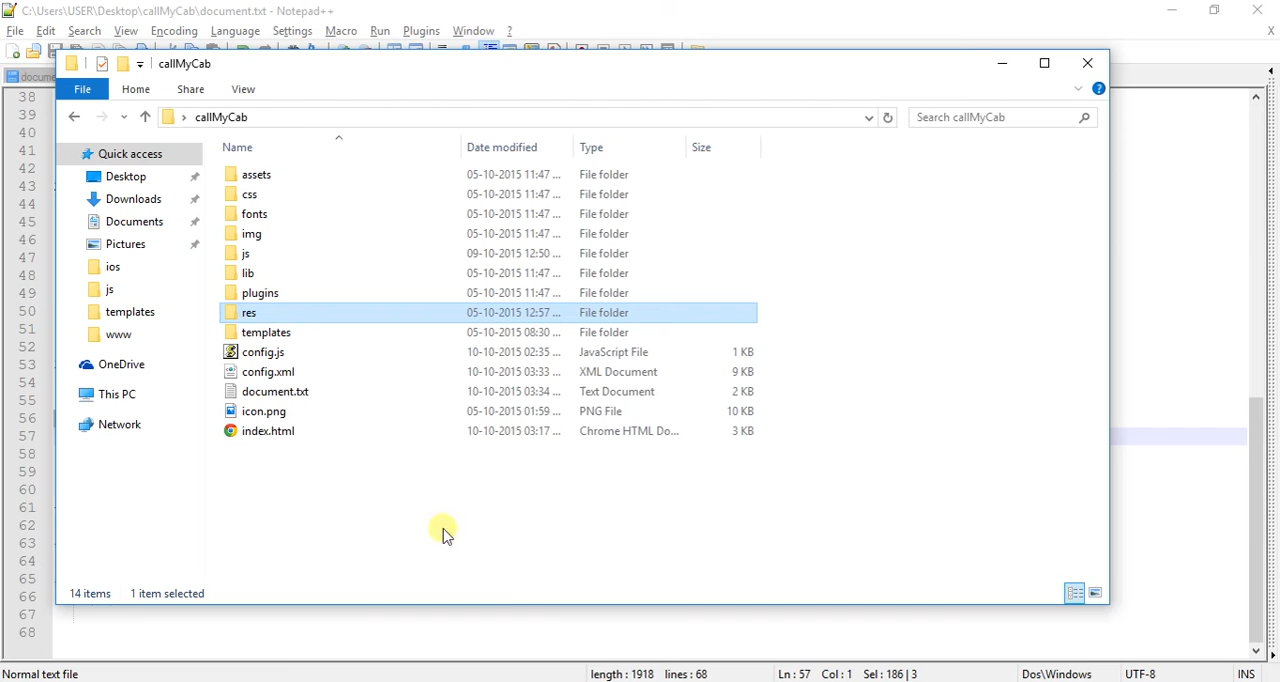 C:\Users\USER\Desktop\callMyCab\document.txt - Notepad++
File Edit Search View Encoding Language Settings Macro Run Plugins Window ? X
docume
callMyCab
File Home Share View
callMyCab
Search callMyCab
Name Date modified Type Size
Quick access
Desktop
Downloads
Documents
Pictures
ios
js
templates
www
OneDrive
This PC
Network
assets 05-10-2015 11:47 ... File folder
css 05-10-2015 11:47 ... File folder
fonts 05-10-2015 11:47 ... File folder
img 05-10-2015 11:47 ... File folder
js 09-10-2015 12:50 ... File folder
lib 05-10-2015 11:47 ... File folder
plugins 05-10-2015 11:47 ... File folder
res 05-10-2015 12:57 ... File folder
templates 05-10-2015 08:30 ... File folder
config.js 10-10-2015 02:35 ... JavaScript File 1 KB
config.xml 10-10-2015 03:33 ... XML Document 9 KB
document.txt 10-10-2015 03:34 ... Text Document 2 KB
icon.png 05-10-2015 01:59 ... PNG File 10 KB
index.html 10-10-2015 03:17 ... Chrome HTML Do... 3 KB
14 items 1 item selected
38
39
40
41
42
43
44
45
46
47
48
49
50
51
52
53
54
55
56
57
58
59
60
61
62
63
64
65
66
67
68
Normal text file length : 1918 lines : 68 Ln : 57 Col : 1 Sel : 186 | 3 Dos\Windows UTF-8 INS